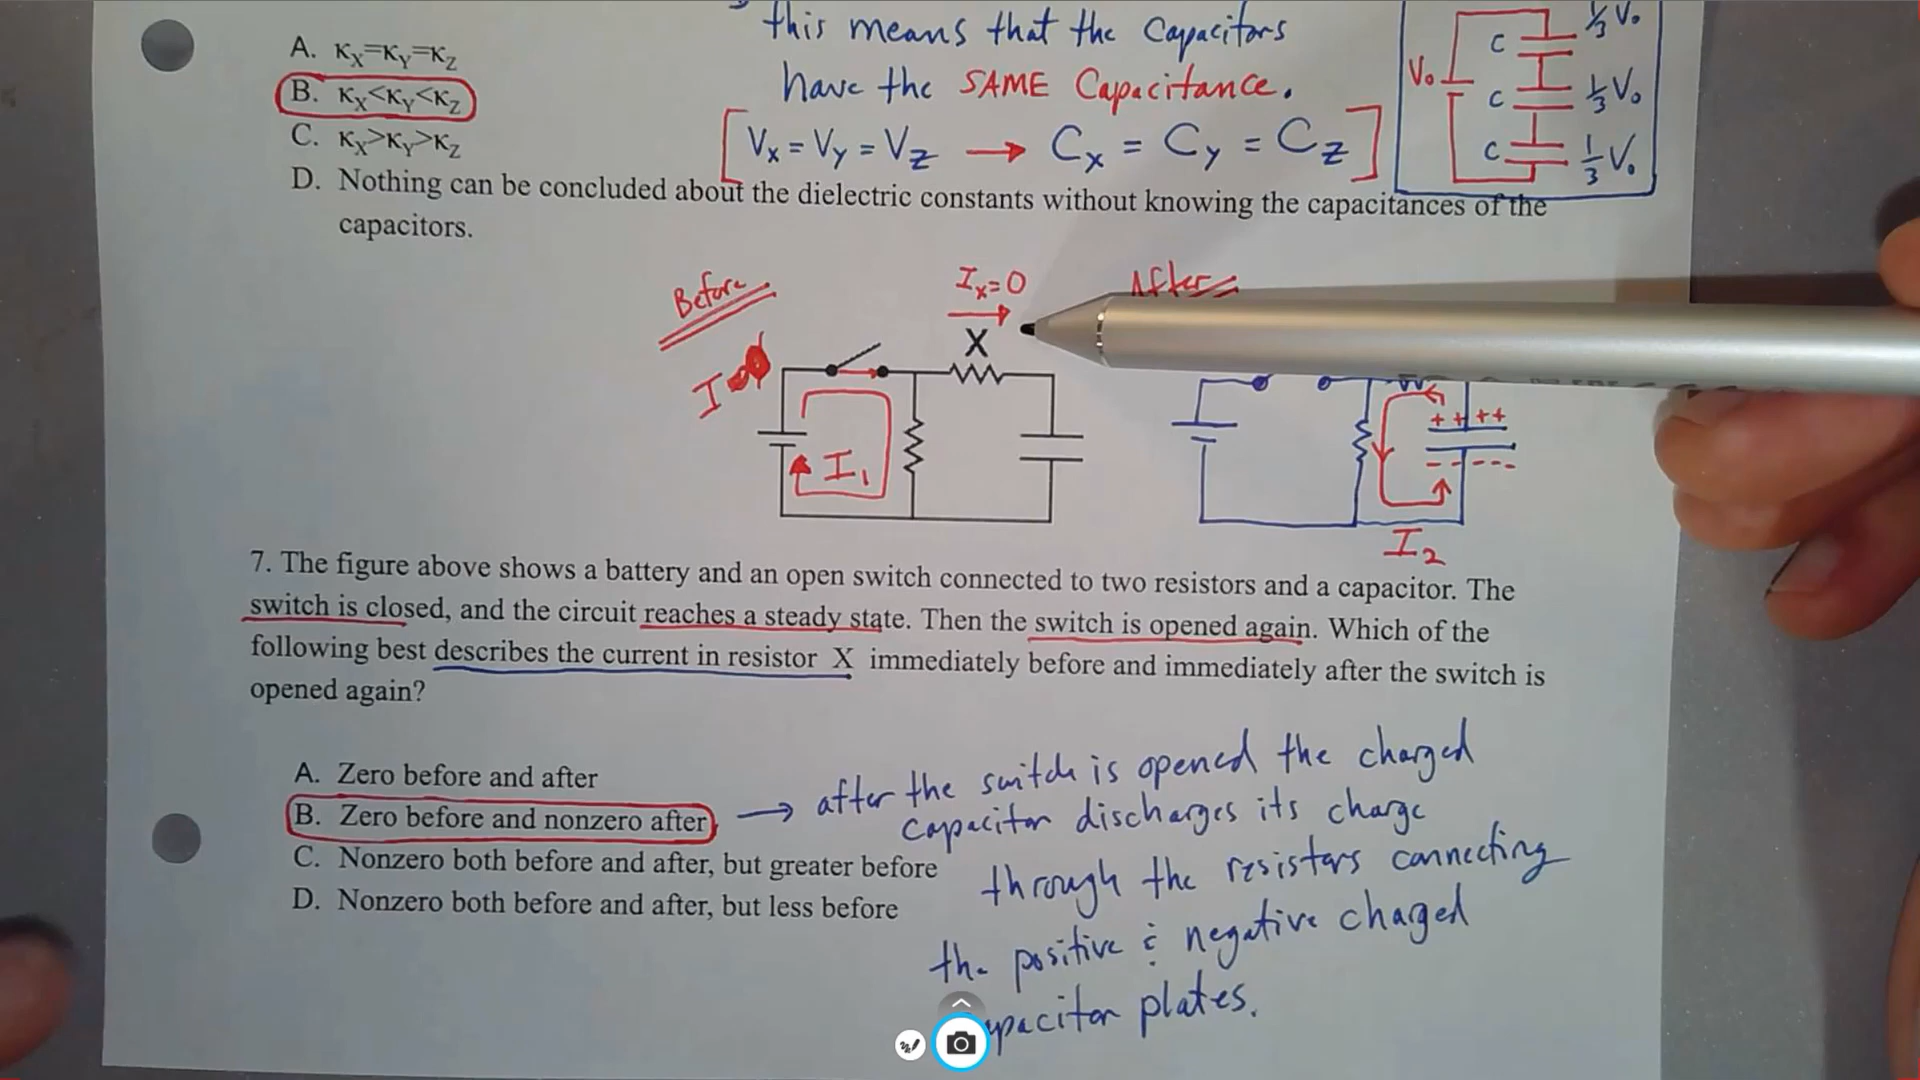 this means that the Capacitors
have the SAME Capacitance.
[Vx = Vy = Vz → Cx = Cy = Cz]
V₀
C ⅓V₀
C ⅓V₀
C ⅓V₀
A. κX=κY=κZ
B. κX<κY<κZ
C. κX>κY>κZ
D. Nothing can be concluded about the dielectric constants without knowing the capacitances of the
capacitors.
Before
Ix=0
X
I
I₁
After
+ + + +
- - - - -
I₂
7. The figure above shows a battery and an open switch connected to two resistors and a capacitor. The
switch is closed, and the circuit reaches a steady state. Then the switch is opened again. Which of the
following best describes the current in resistor X immediately before and immediately after the switch is
opened again?
A. Zero before and after
B. Zero before and nonzero after
C. Nonzero both before and after, but greater before
D. Nonzero both before and after, but less before
→ after the switch is opened the charged
capacitor discharges its charge
through the resistors connecting
the positive & negative charged
apacitor plates.